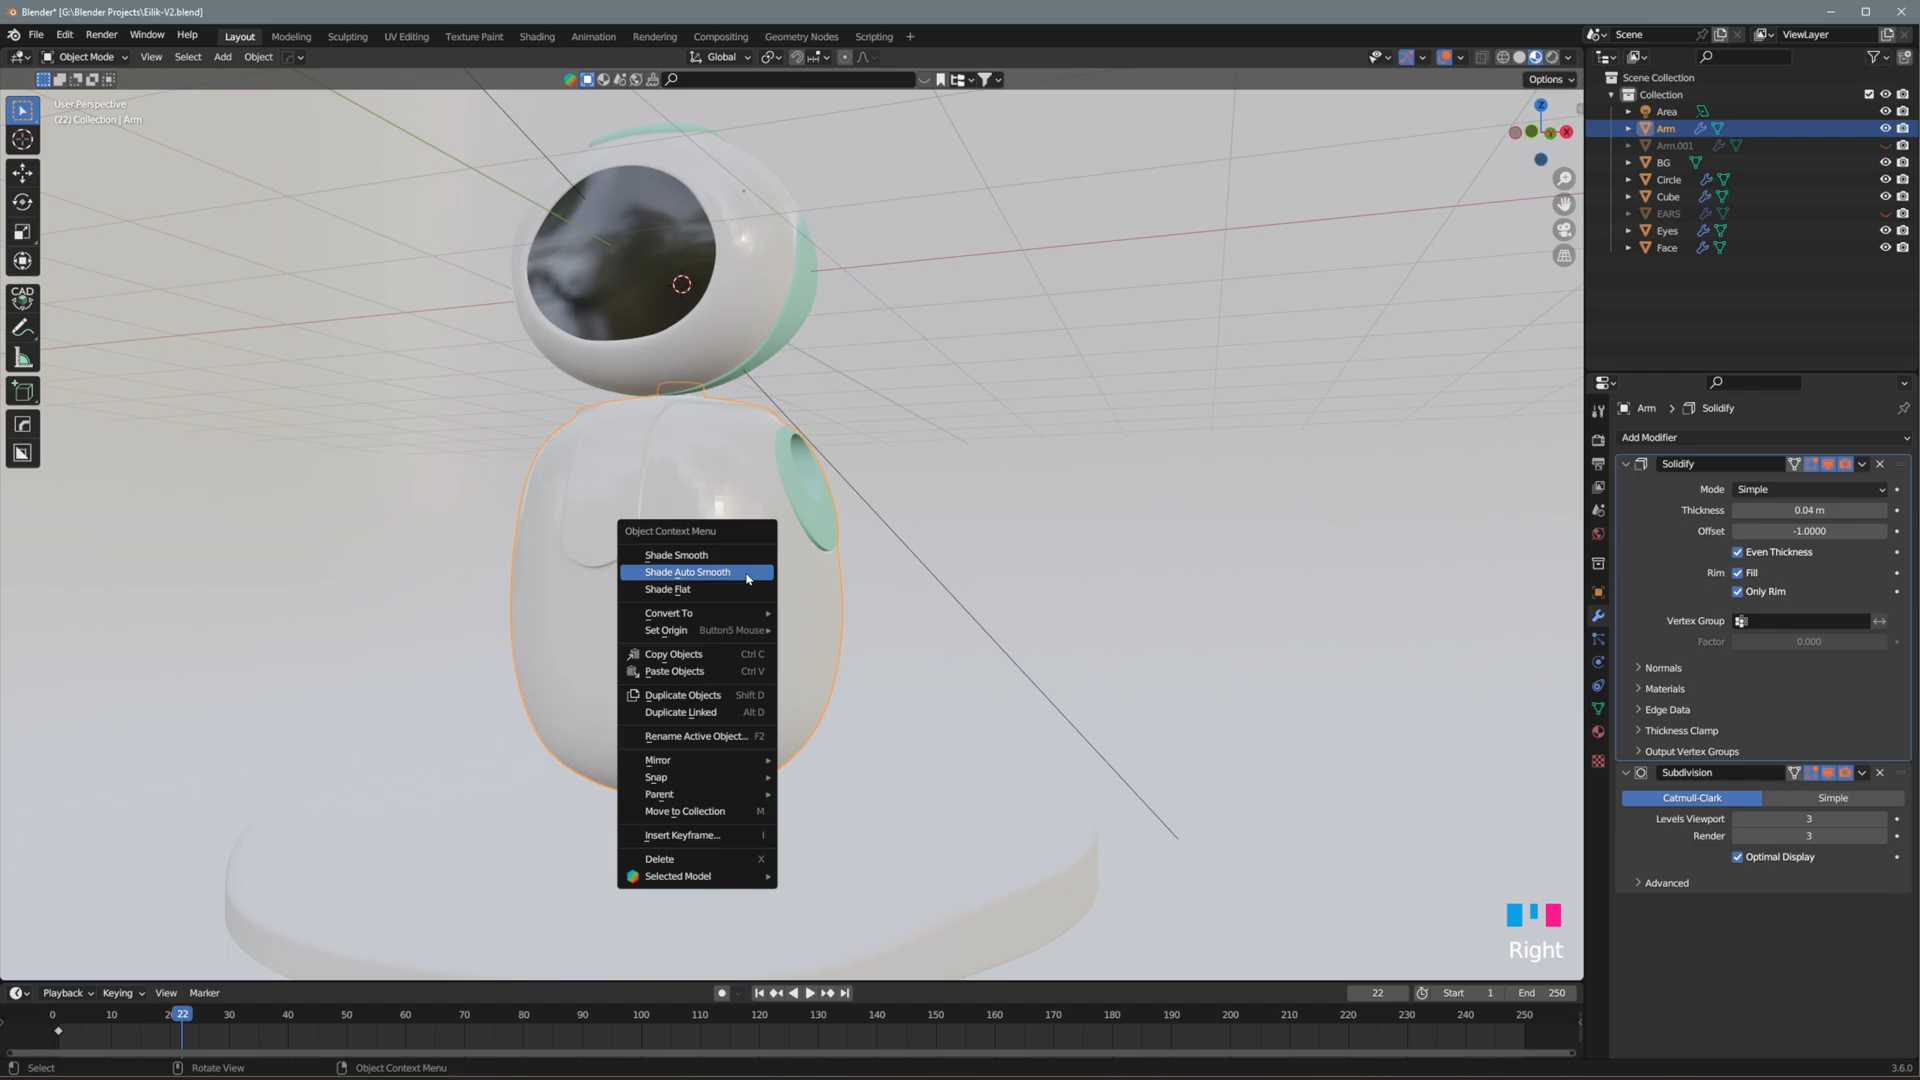 Blender* [G:\Blender Projects\Eilik-V2.blend]
File Edit Render Window Help Layout Modeling Sculpting UV Editing Texture Paint Shading Animation Rendering Compositing Geometry Nodes Scripting + Scene ViewLayer
Object Mode View Select Add Object Global
Options
User Perspective
(22) Collection | Arm
CAD
Z
Y
X
Scene Collection
Collection
Area
Arm
Arm.001
BG
Circle
Cube
EARS
Eyes
Face
Arm > Solidify
Add Modifier
Solidify
Mode Simple
Thickness 0.04 m
Offset -1.0000
Even Thickness
Rim Fill
Only Rim
Vertex Group
Factor 0.000
Normals
Materials
Edge Data
Thickness Clamp
Output Vertex Groups
Subdivision
Catmull-Clark Simple
Levels Viewport 3
Render 3
Optimal Display
Advanced
Object Context Menu
Shade Smooth
Shade Auto Smooth
Shade Flat
Convert To
Set Origin Button5 Mouse
Copy Objects Ctrl C
Paste Objects Ctrl V
Duplicate Objects Shift D
Duplicate Linked Alt D
Rename Active Object... F2
Mirror
Snap
Parent
Move to Collection M
Insert Keyframe... I
Delete X
Selected Model
Right
Playback Keying View Marker 22 Start 1 End 250
0 10 22 30 40 50 60 70 80 90 100 110 120 130 140 150 160 170 180 190 200 210 220 230 240 250
Select Rotate View Object Context Menu 3.6.0